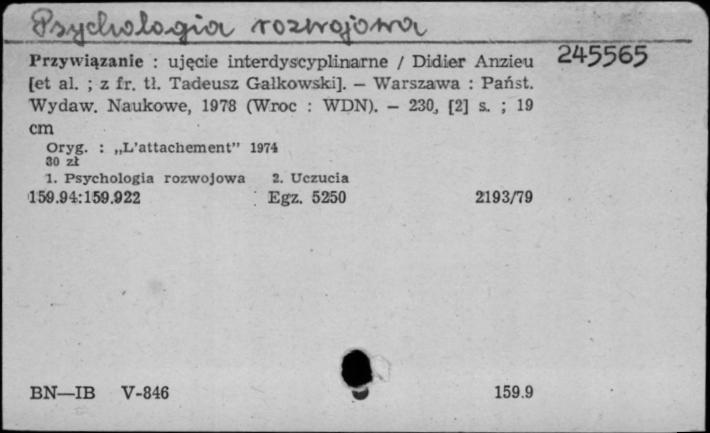 Psychologia rozwojowa
245565
Przywiązanie : ujęcie interdyscyplinarne / Didier Anzieu
[et al. ; z fr. tł. Tadeusz Gałkowski]. — Warszawa : Państ.
Wydaw. Naukowe, 1978 (Wroc : WDN). — 230, [2] s. ; 19
cm
Oryg. : „L'attachement" 1974
30 zł
1. Psychologia rozwojowa 2. Uczucia
159.94:159.922 Egz. 5250 2193/79
BN—IB V-846 159.9